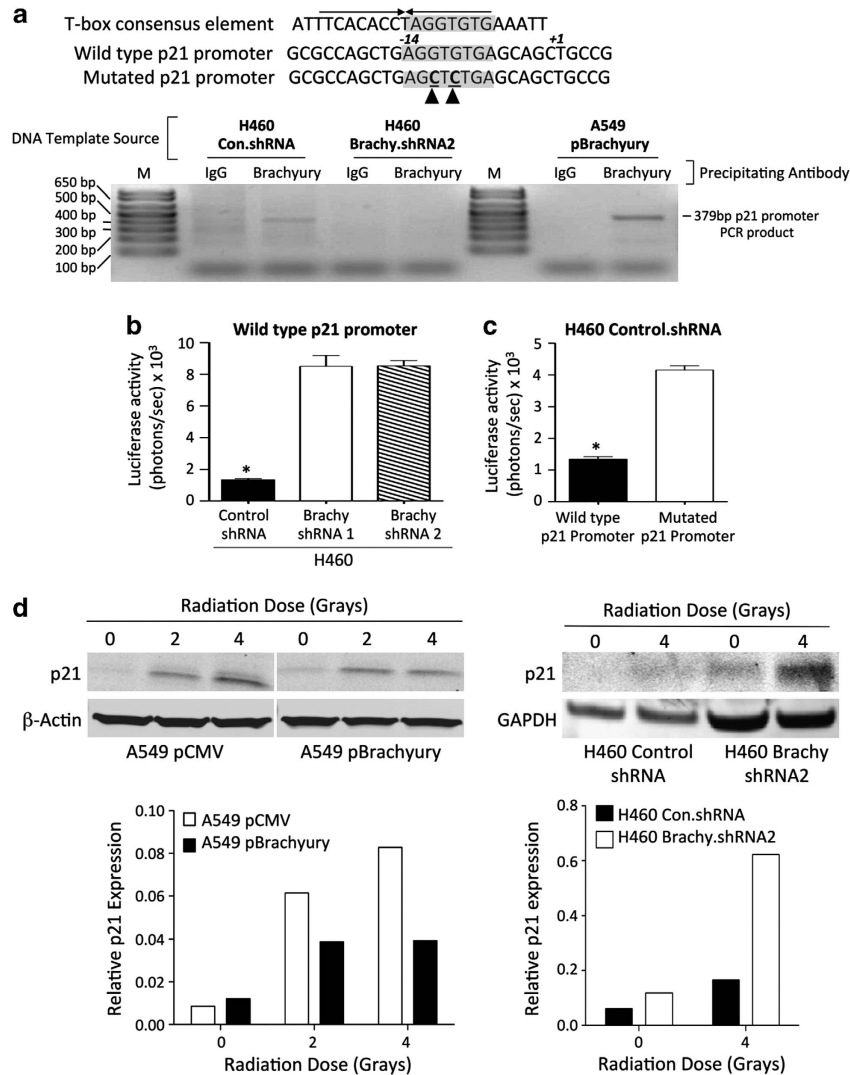 a
T-box consensus element ATTTCACACCTAGGTGTGAAATT
-14 +1
Wild type p21 promoter GCGCCAGCTGAGGTGTGAGCAGCTGCCG
Mutated p21 promoter GCGCCAGCTGAGCTCTGAGCAGCTGCCG
DNA Template Source
H460 Con.shRNA
H460 Brachy.shRNA2
A549 pBrachyury
M IgG Brachyury IgG Brachyury M IgG Brachyury
Precipitating Antibody
650 bp
500 bp
400 bp
300 bp
200 bp
100 bp
379bp p21 promoter
PCR product
b
Wild type p21 promoter
Luciferase activity
(photons/sec) x 10³
10
8
6
4
2
0
*
Control shRNA
Brachy shRNA 1
Brachy shRNA 2
H460
c
H460 Control.shRNA
Luciferase activity
(photons/sec) x 10³
5
4
3
2
1
0
*
Wild type p21 Promoter
Mutated p21 Promoter
d
Radiation Dose (Grays)
0 2 4 0 2 4
p21
β-Actin
A549 pCMV A549 pBrachyury
Radiation Dose (Grays)
0 4 0 4
p21
GAPDH
H460 Control shRNA
H460 Brachy shRNA2
Relative p21 Expression
0.10
0.08
0.06
0.04
0.02
0.00
A549 pCMV
A549 pBrachyury
0 2 4
Radiation Dose (Grays)
Relative p21 expression
0.8
0.6
0.4
0.2
0.0
H460 Con.shRNA
H460 Brachy.shRNA2
0 4
Radiation Dose (Grays)